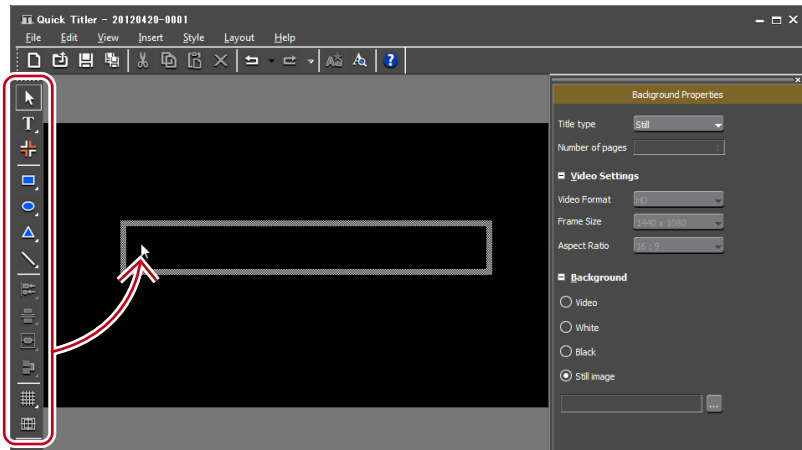 Quick Titler - 20120420-0001
File Edit View Insert Style Layout Help
Background Properties
Title type Still
Number of pages 1
Video Settings
Video Format HD
Frame Size 1440 x 1080
Aspect Ratio 16 : 9
Background
Video
White
Black
Still image
...